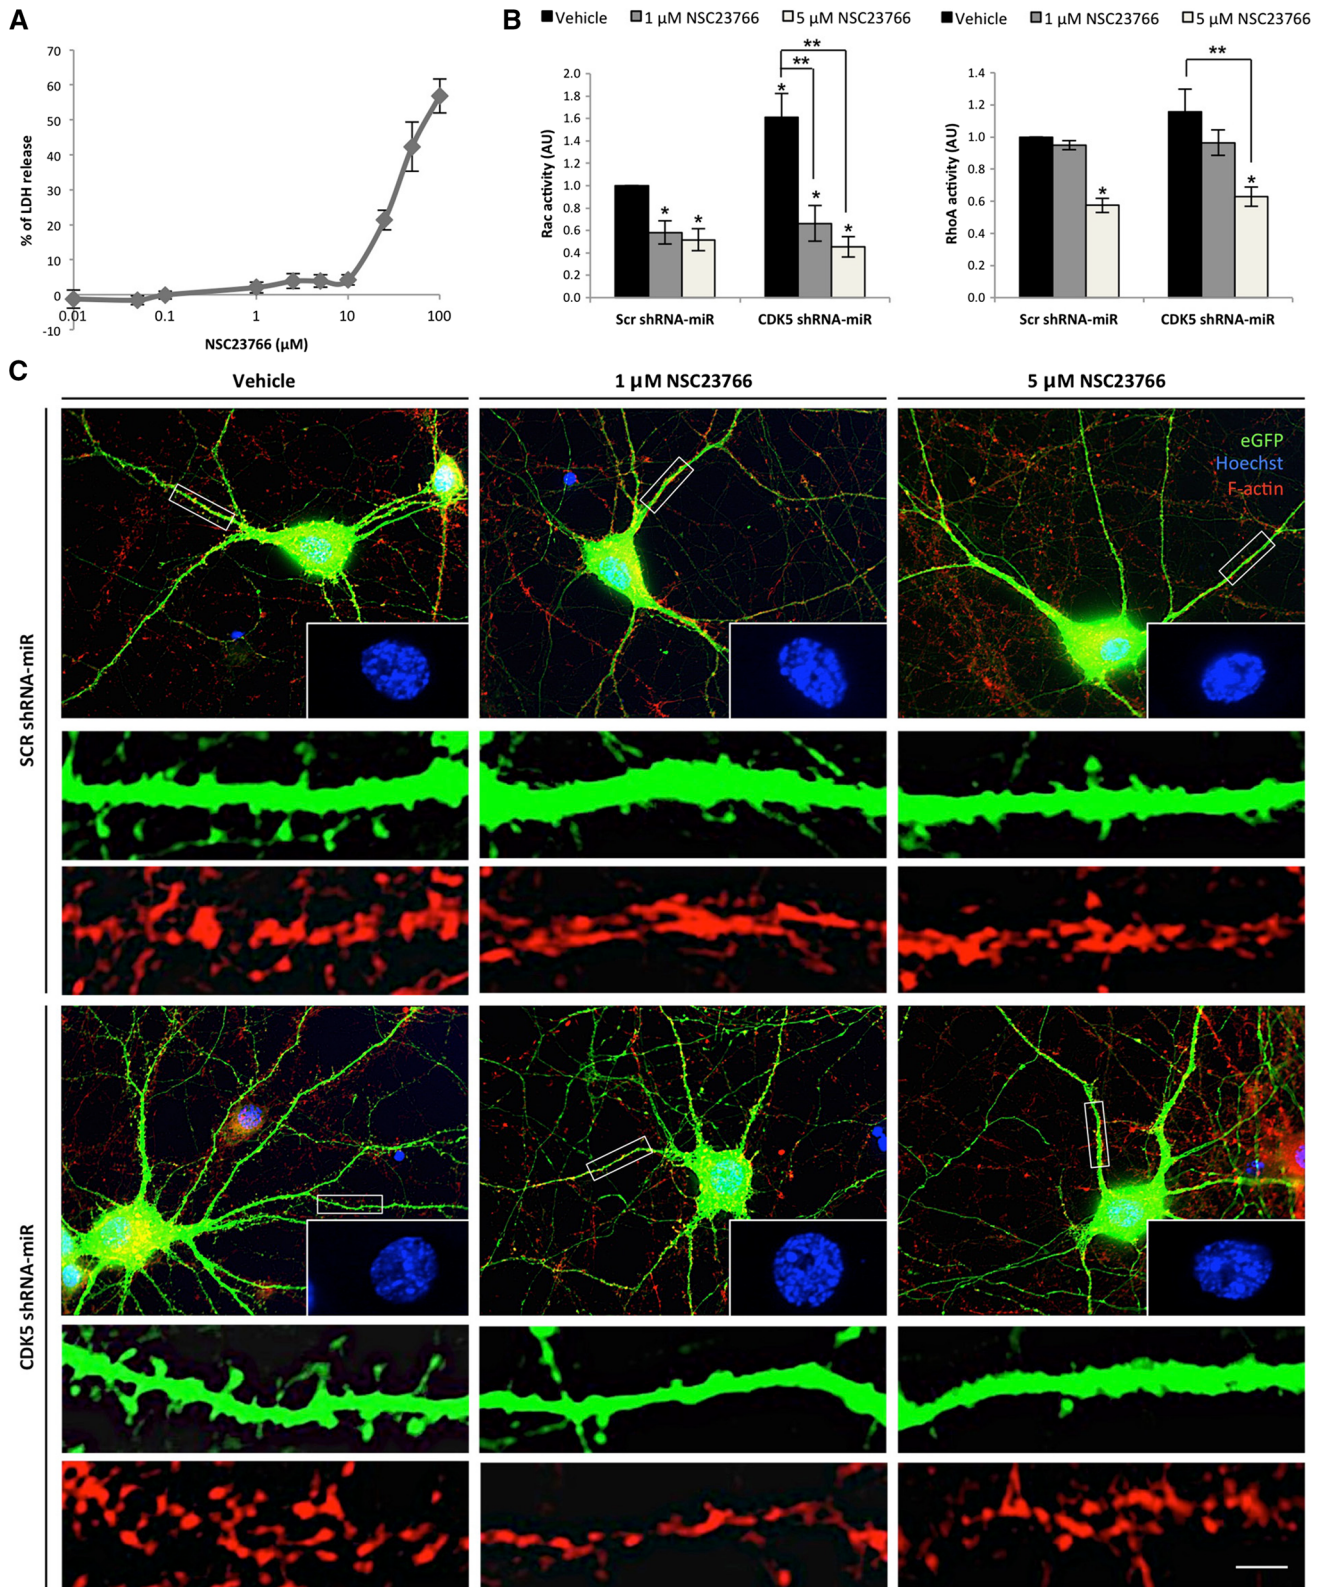 A
70
60
50
40
30
20
10
0
-10
% of LDH release
0.01 0.1 1 10 100
NSC23766 (µM)
B
Vehicle 1 µM NSC23766 5 µM NSC23766
2.0
1.8
1.6
1.4
1.2
1.0
0.8
0.6
0.4
0.2
0.0
Rac activity (AU)
* * * ** ** * *
Scr shRNA-miR CDK5 shRNA-miR
Vehicle 1 µM NSC23766 5 µM NSC23766
1.4
1.2
1.0
0.8
0.6
0.4
0.2
0.0
RhoA activity (AU)
* ** *
Scr shRNA-miR CDK5 shRNA-miR
C
Vehicle 1 µM NSC23766 5 µM NSC23766
SCR shRNA-miR
eGFP
Hoechst
F-actin
CDK5 shRNA-miR